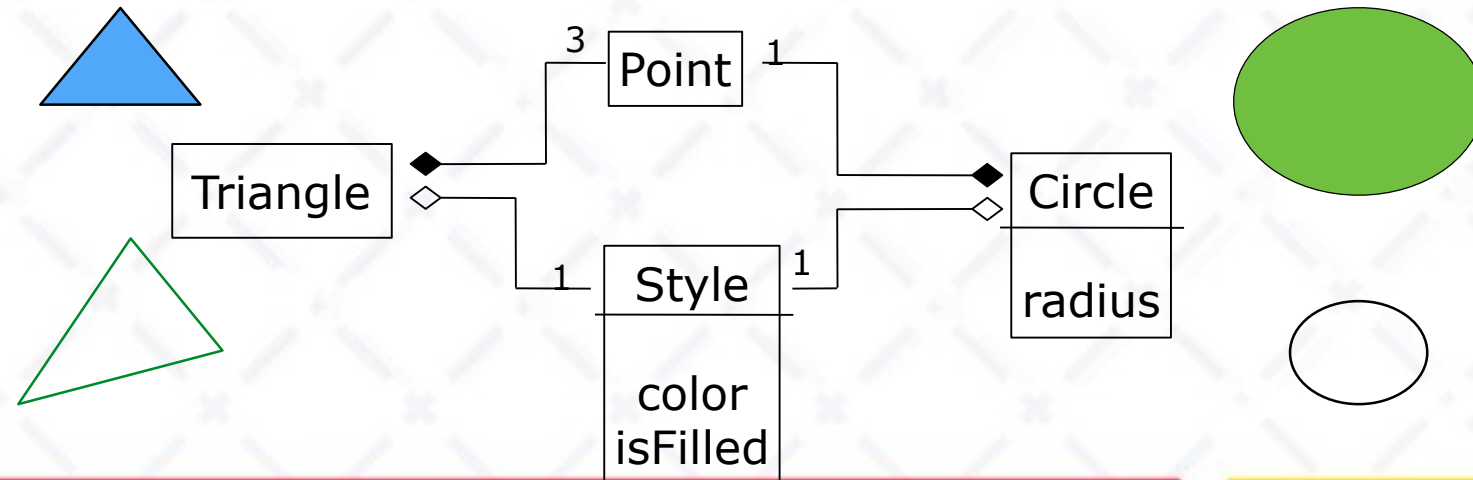 3
Point
1
Triangle
Circle
radius
1
Style
1
color
isFilled